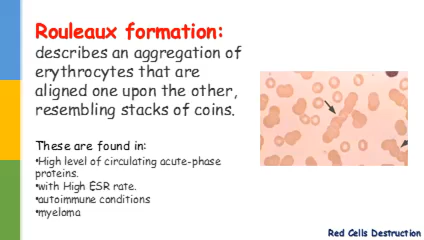 Rouleaux formation:
describes an aggregation of
erythrocytes that are
aligned one upon the other,
resembling stacks of coins.
These are found in:
•High level of circulating acute-phase
proteins.
•with High ESR rate.
•autoimmune conditions
•myeloma
Red Cells Destruction